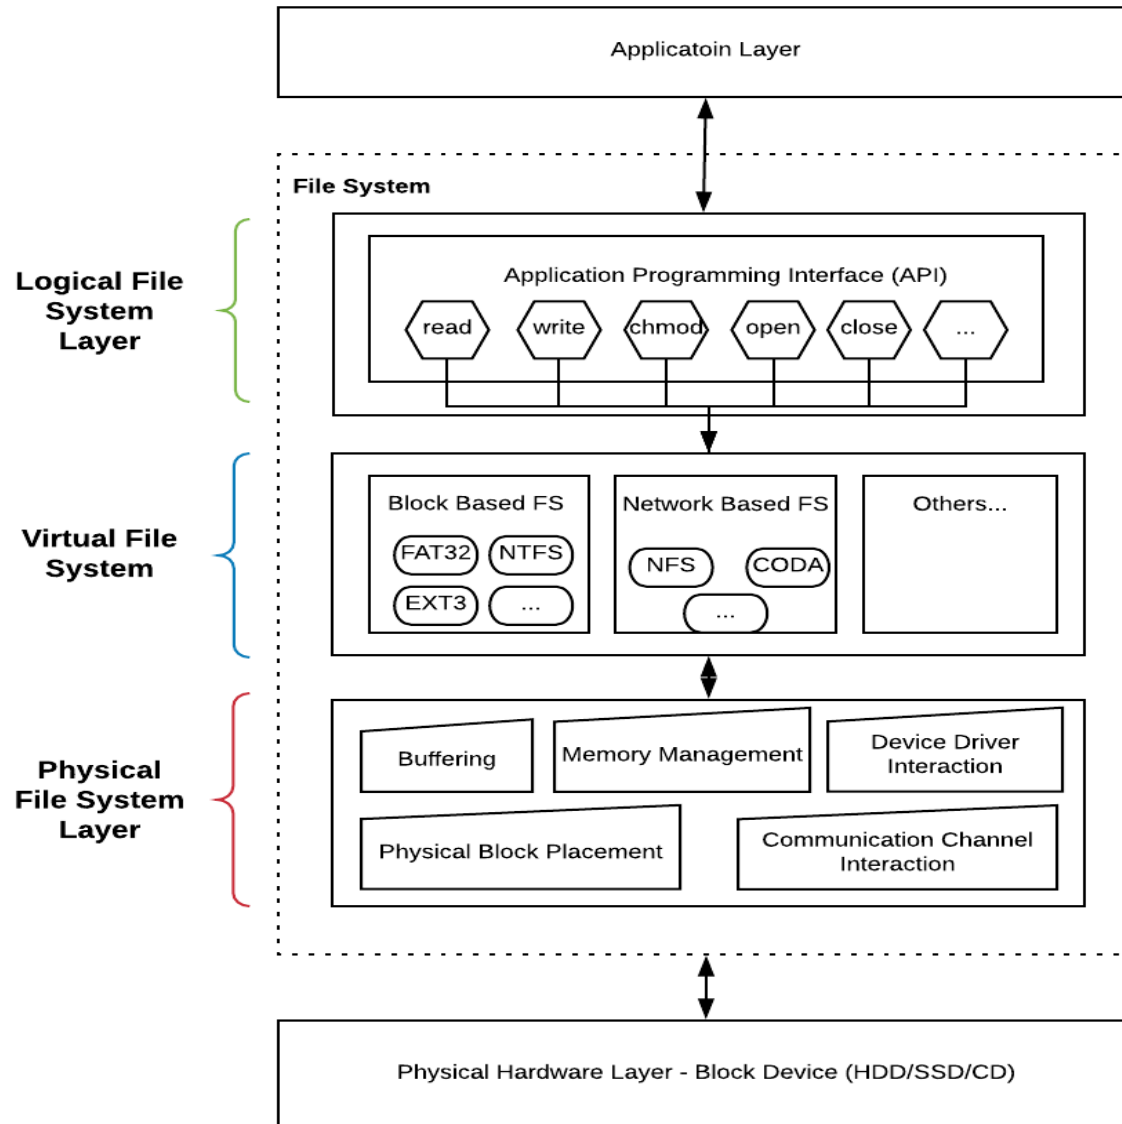 Applicatoin Layer
File System
Logical File
System
Layer
Application Programming Interface (API)
read
write
chmod
open
close
...
Virtual File
System
Block Based FS
FAT32
NTFS
EXT3
...
Network Based FS
NFS
CODA
...
Others...
Physical
File System
Layer
Buffering
Memory Management
Device Driver
Interaction
Physical Block Placement
Communication Channel
Interaction
Physical Hardware Layer - Block Device (HDD/SSD/CD)